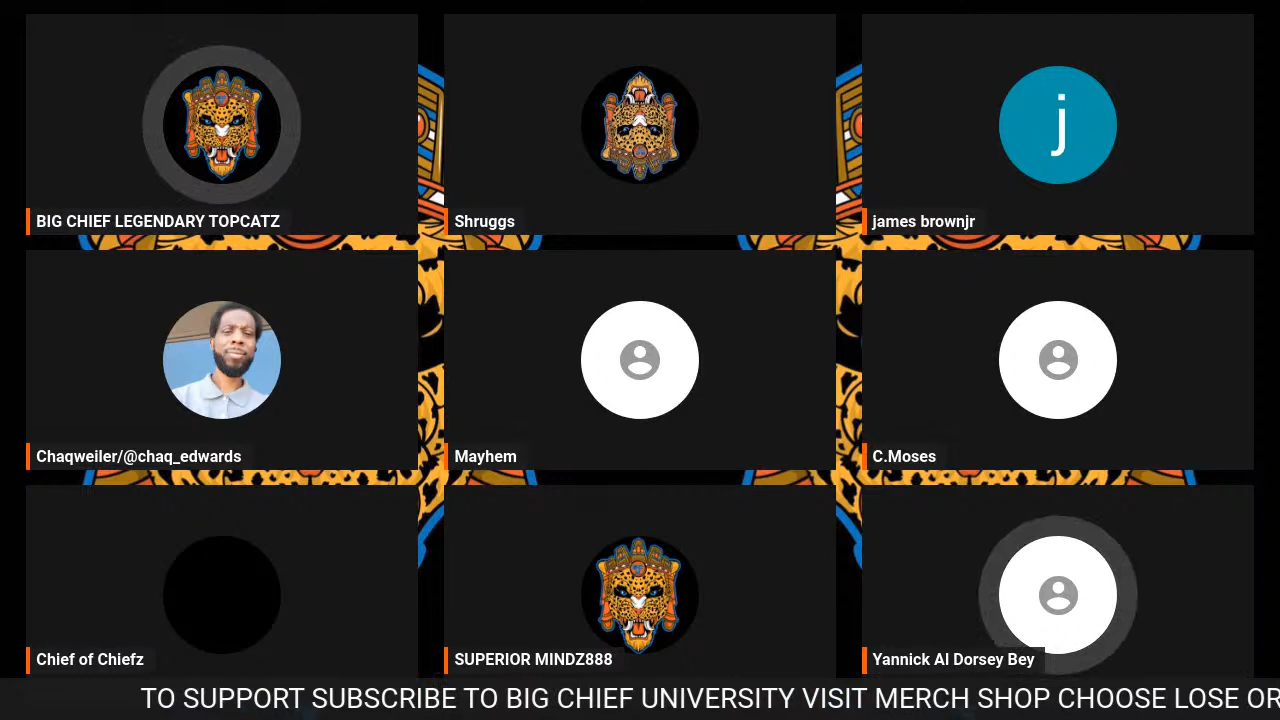 BIG CHIEF LEGENDARY TOPCATZ
Shruggs
j
james brownjr
Chaqweiler/@chaq_edwards
Mayhem
C.Moses
Chief of Chiefz
SUPERIOR MINDZ888
Yannick Al Dorsey Bey
TO SUPPORT SUBSCRIBE TO BIG CHIEF UNIVERSITY VISIT MERCH SHOP CHOOSE LOSE OR